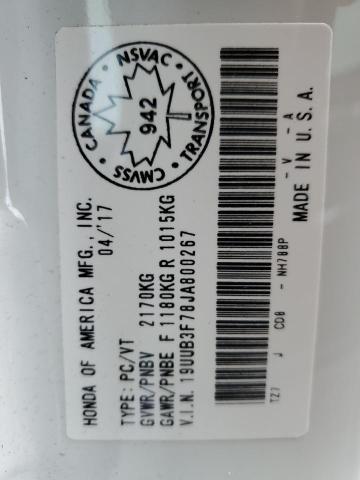 CANADA · NSVAC · TRANSPORT · CMVSS ·
942
HONDA OF AMERICA MFG., INC.
04/'17
TYPE: PC/VT
GVWR/PNBV 2170KG
GAWR/PNBE F 1180KG R 1015KG
V.I.N. 19UUB3F78JA800267
TZ7 J CD8 - NH788P - V - A
MADE IN U.S.A.